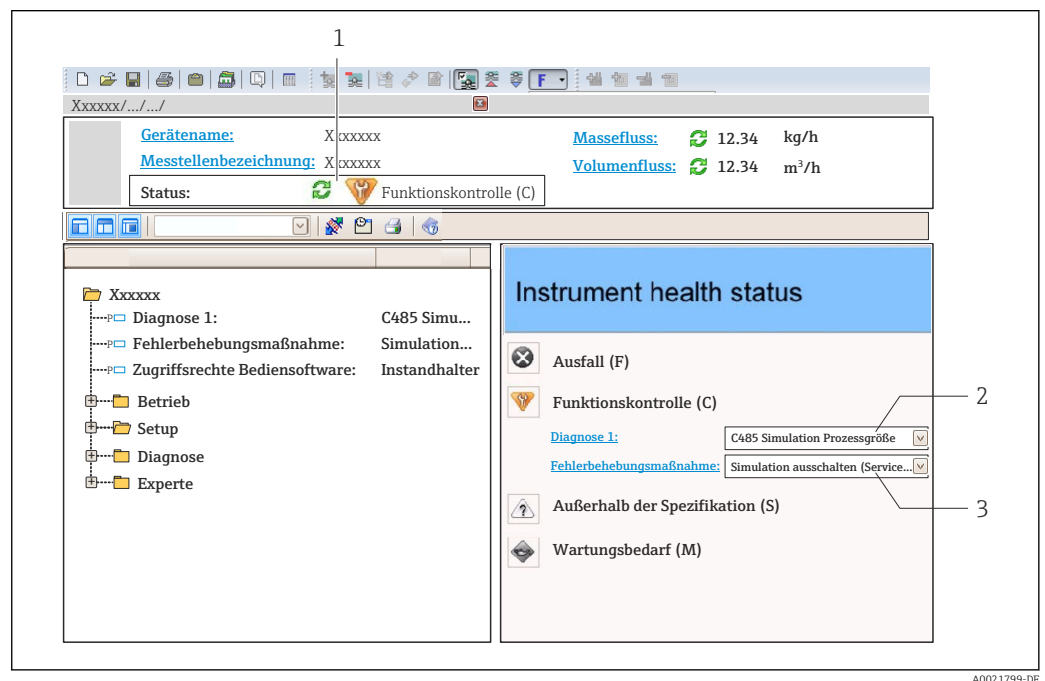 1
F
Xxxxxx/.../.../
Gerätename: Xxxxxxx Massefluss: 12.34 kg/h
Messtellenbezeichnung: Xxxxxxx Volumenfluss: 12.34 m³/h
Status: Funktionskontrolle (C)
Xxxxxx
P Diagnose 1: C485 Simu...
P Fehlerbehebungsmaßnahme: Simulation...
P Zugriffsrechte Bediensoftware: Instandhalter
Betrieb
Setup
Diagnose
Experte
Instrument health status
Ausfall (F)
Funktionskontrolle (C)
2
Diagnose 1: C485 Simulation Prozessgröße
Fehlerbehebungsmaßnahme: Simulation ausschalten (Service...
Außerhalb der Spezifikation (S)
3
Wartungsbedarf (M)
A0021799-DE